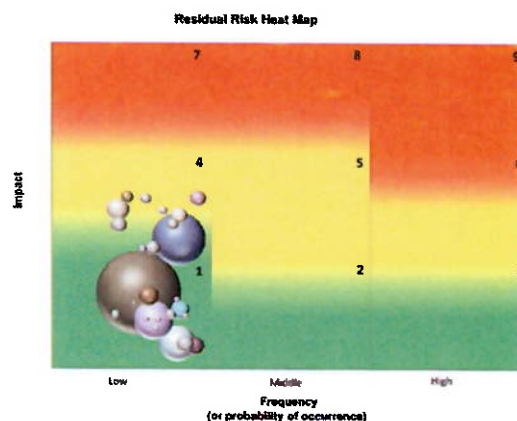 Residual Risk Heat Map
7 8 9
Impact
4 5
1 2
Low Middle High
Frequency
(or probability of occurrence)